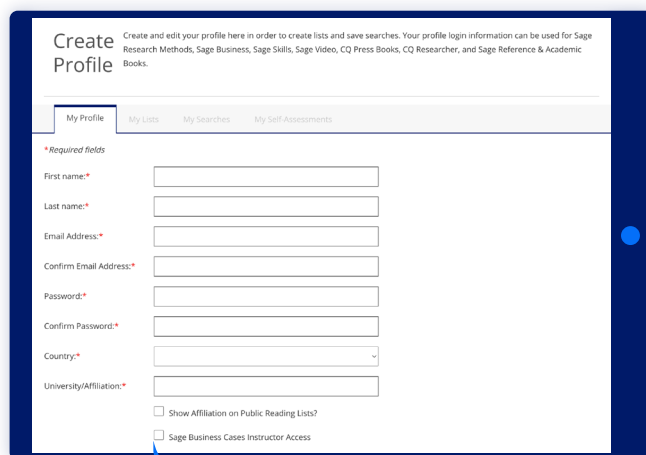 Create Profile
Create and edit your profile here in order to create lists and save searches. Your profile login information can be used for Sage
Research Methods, Sage Business, Sage Skills, Sage Video, CQ Press Books, CQ Researcher, and Sage Reference & Academic
Books.
My Profile My Lists My Searches My Self-Assessments
*Required fields
First name:*
Last name:*
Email Address:*
Confirm Email Address:*
Password:*
Confirm Password:*
Country:*
University/Affiliation:*
Show Affiliation on Public Reading Lists?
Sage Business Cases Instructor Access